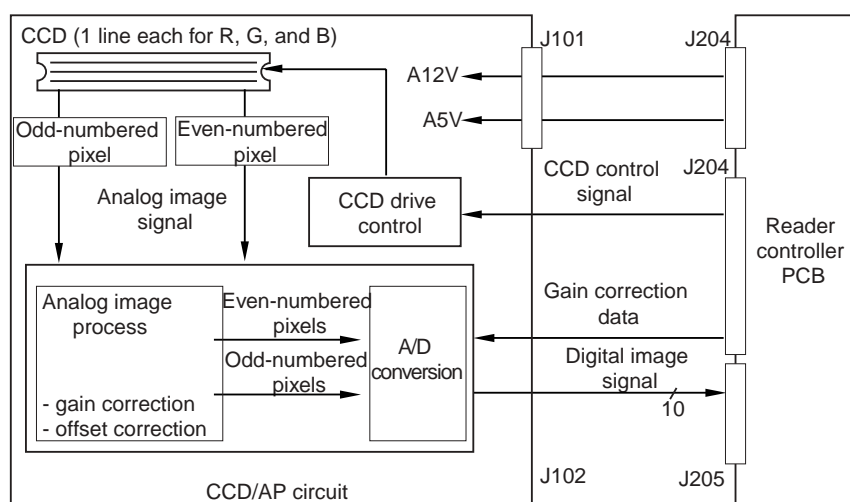 CCD (1 line each for R, G, and B)
J101
J204
A12V
A5V
Odd-numbered
pixel
Even-numbered
pixel
Analog image
signal
CCD drive
control
CCD control
signal
J204
Reader
controller
PCB
Analog image
process
- gain correction
- offset correction
Even-numbered
pixels
Odd-numbered
pixels
A/D
conversion
Gain correction
data
Digital image
signal
10
CCD/AP circuit
J102
J205